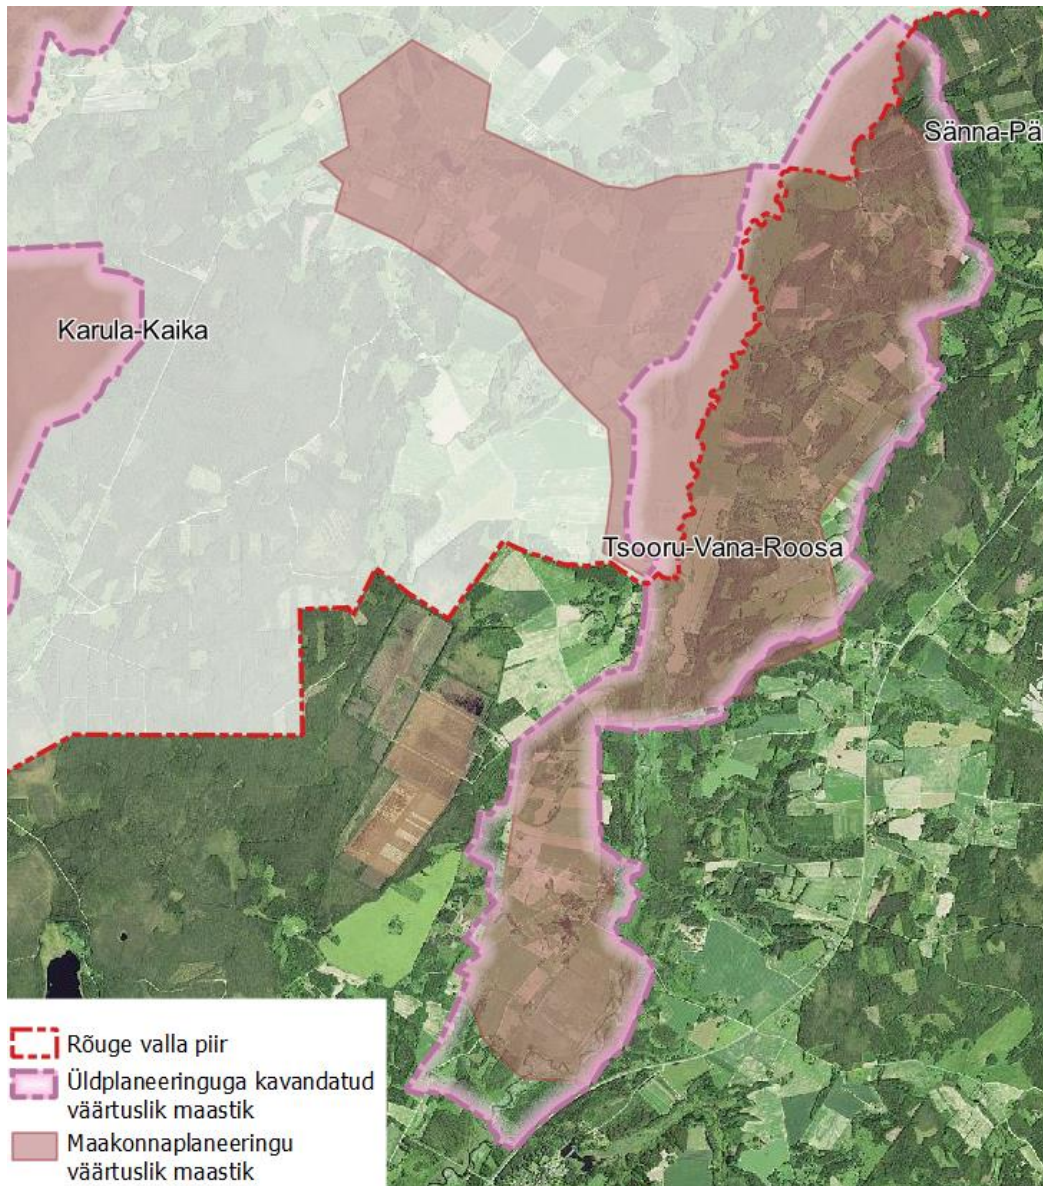 Sänna-Pä
Karula-Kaika
Tsooru-Vana-Roosa
Rõuge valla piir
Üldplaneeringuga kavandatud
väärtuslik maastik
Maakonnaplaneeringu
väärtuslik maastik